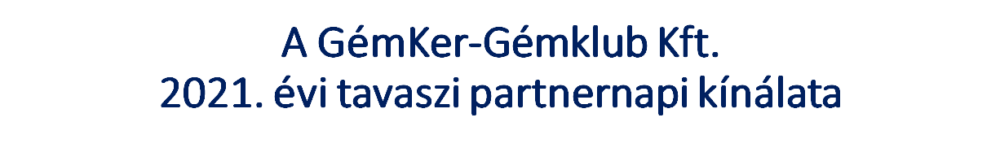 A GémKer-Gémklub Kft.
2021. évi tavaszi partnernapi kínálata